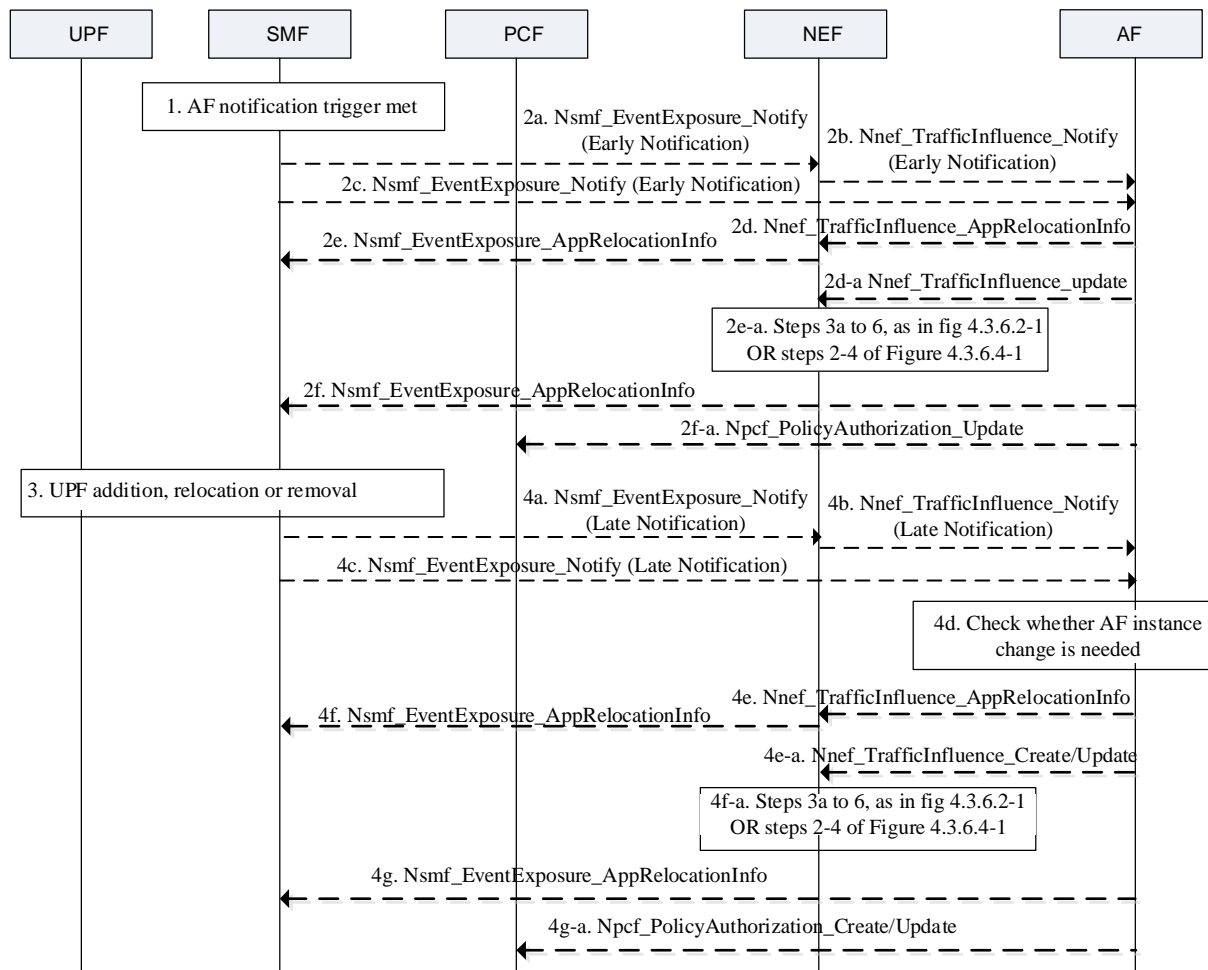 UPF
SMF
PCF
NEF
AF
1. AF notification trigger met
2a. Nsmf_EventExposure_Notify
(Early Notification)
2b. Nnef_TrafficInfluence_Notify
(Early Notification)
2c. Nsmf_EventExposure_Notify (Early Notification)
2d. Nnef_TrafficInfluence_AppRelocationInfo
2e. Nsmf_EventExposure_AppRelocationInfo
2d-a Nnef_TrafficInfluence_update
2e-a. Steps 3a to 6, as in fig 4.3.6.2-1
OR steps 2-4 of Figure 4.3.6.4-1
2f. Nsmf_EventExposure_AppRelocationInfo
2f-a. Npcf_PolicyAuthorization_Update
3. UPF addition, relocation or removal
4a. Nsmf_EventExposure_Notify
(Late Notification)
4b. Nnef_TrafficInfluence_Notify
(Late Notification)
4c. Nsmf_EventExposure_Notify (Late Notification)
4d. Check whether AF instance
change is needed
4e. Nnef_TrafficInfluence_AppRelocationInfo
4f. Nsmf_EventExposure_AppRelocationInfo
4e-a. Nnef_TrafficInfluence_Create/Update
4f-a. Steps 3a to 6, as in fig 4.3.6.2-1
OR steps 2-4 of Figure 4.3.6.4-1
4g. Nsmf_EventExposure_AppRelocationInfo
4g-a. Npcf_PolicyAuthorization_Create/Update